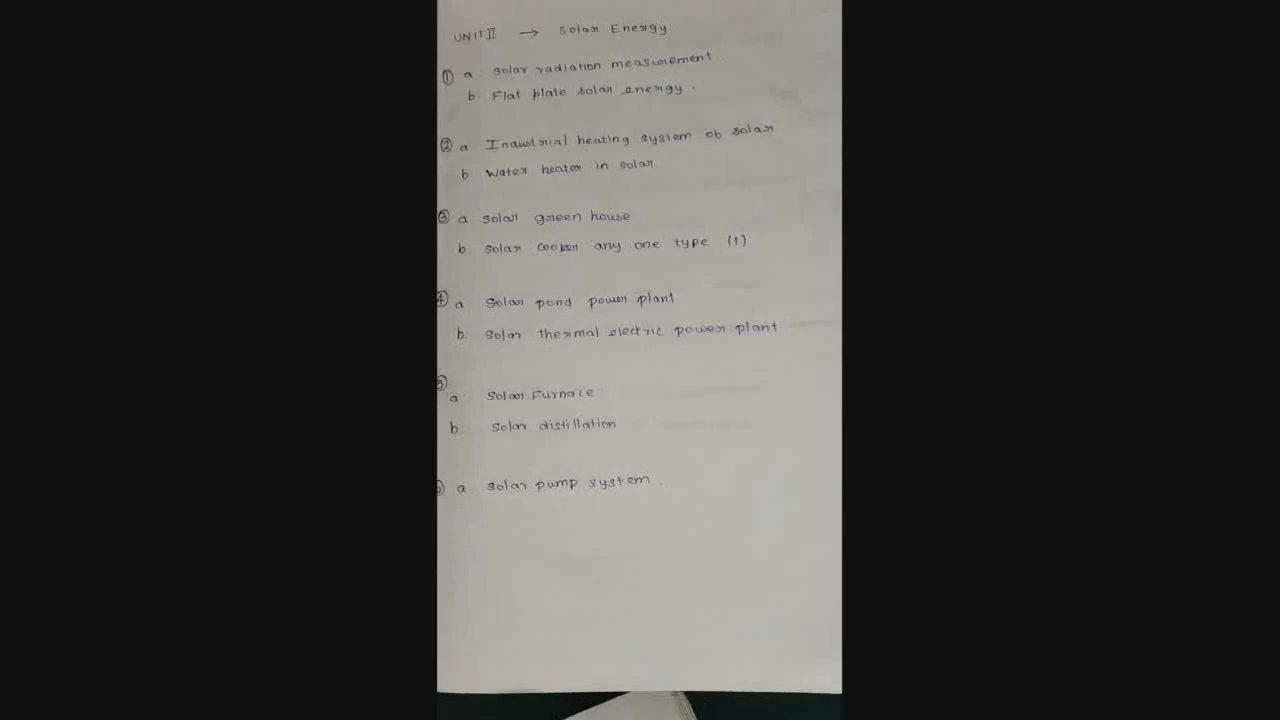 UNIT II → Solar Energy
① a. Solar radiation measurement
b. Flat plate solar energy.
② a Industrial heating system of solar
b Water heater in solar
③ a solar green house
b. Solar cooker any one type (1)
④ a Solar pond power plant
b. Solar thermal electric power plant
⑤
a Solar Furnace
b. Solar distillation
a. Solar pump system.